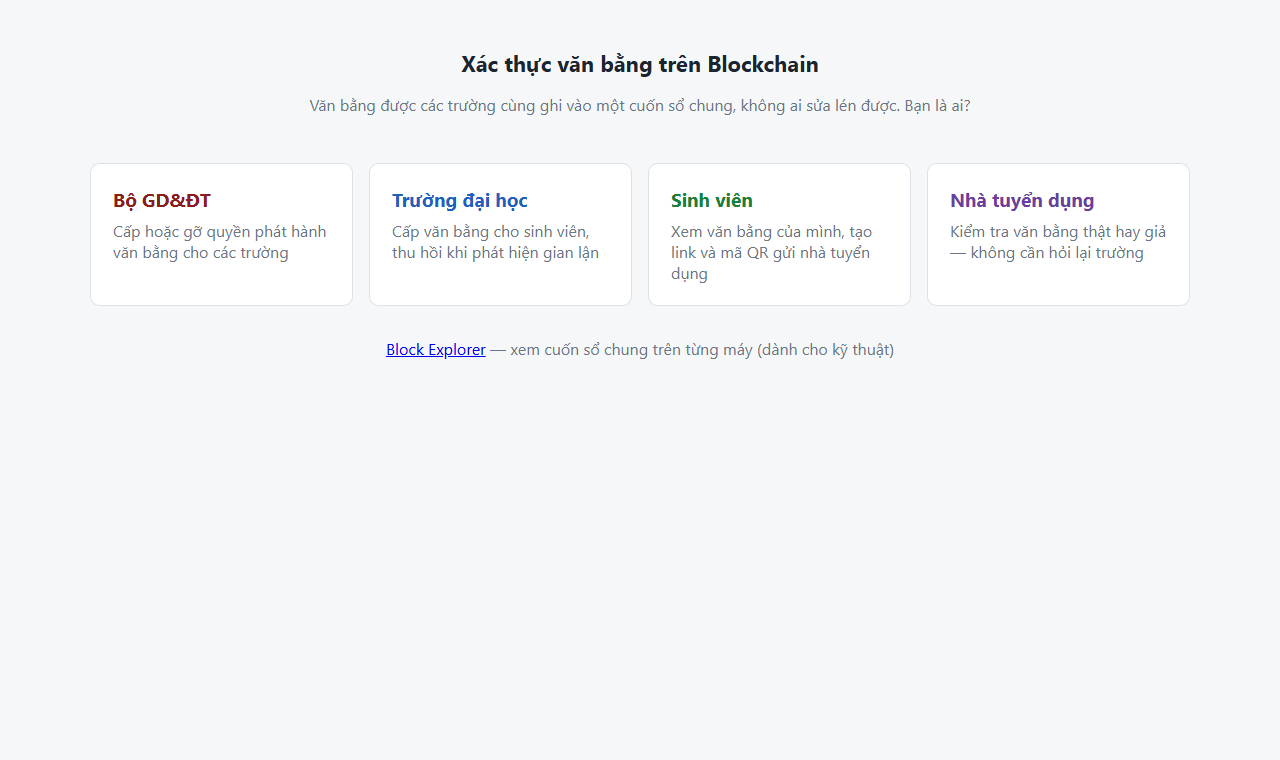 Xác thực văn bằng trên Blockchain
Văn bằng được các trường cùng ghi vào một cuốn sổ chung, không ai sửa lén được. Bạn là ai?
Bộ GD&ĐT
Cấp hoặc gỡ quyền phát hành
văn bằng cho các trường
Trường đại học
Cấp văn bằng cho sinh viên,
thu hồi khi phát hiện gian lận
Sinh viên
Xem văn bằng của mình, tạo
link và mã QR gửi nhà tuyển
dụng
Nhà tuyển dụng
Kiểm tra văn bằng thật hay giả
— không cần hỏi lại trường
Block Explorer — xem cuốn sổ chung trên từng máy (dành cho kỹ thuật)